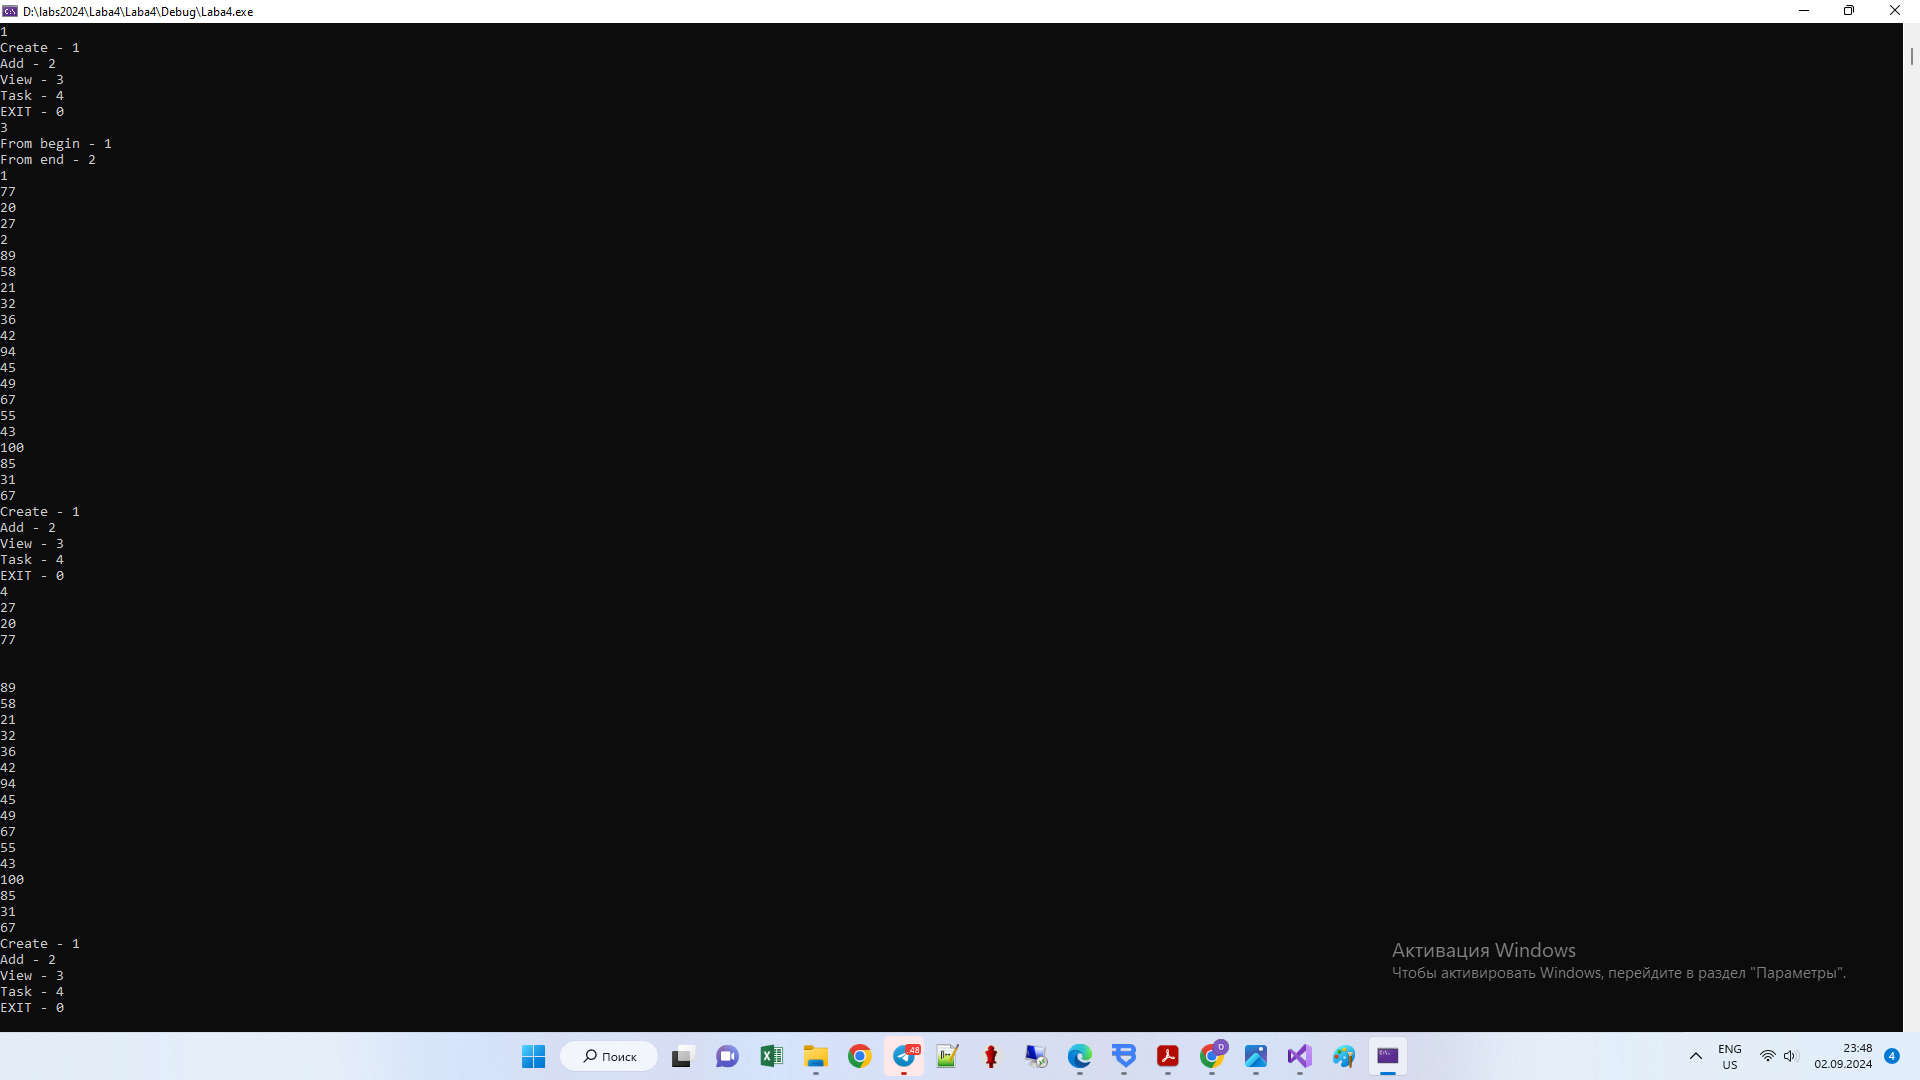 D:\labs2024\Laba4\Laba4\Debug\Laba4.exe
1
Create - 1
Add - 2
View - 3
Task - 4
EXIT - 0
3
From begin - 1
From end - 2
1
77
20
27
2
89
58
21
32
36
42
94
45
49
67
55
43
100
85
31
67
Create - 1
Add - 2
View - 3
Task - 4
EXIT - 0
4
27
20
77
89
58
21
32
36
42
94
45
49
67
55
43
100
85
31
67
Create - 1
Add - 2
View - 3
Task - 4
EXIT - 0
Активация Windows
Чтобы активировать Windows, перейдите в раздел "Параметры".
Поиск
48
D
ENG
US
23:48
02.09.2024
4